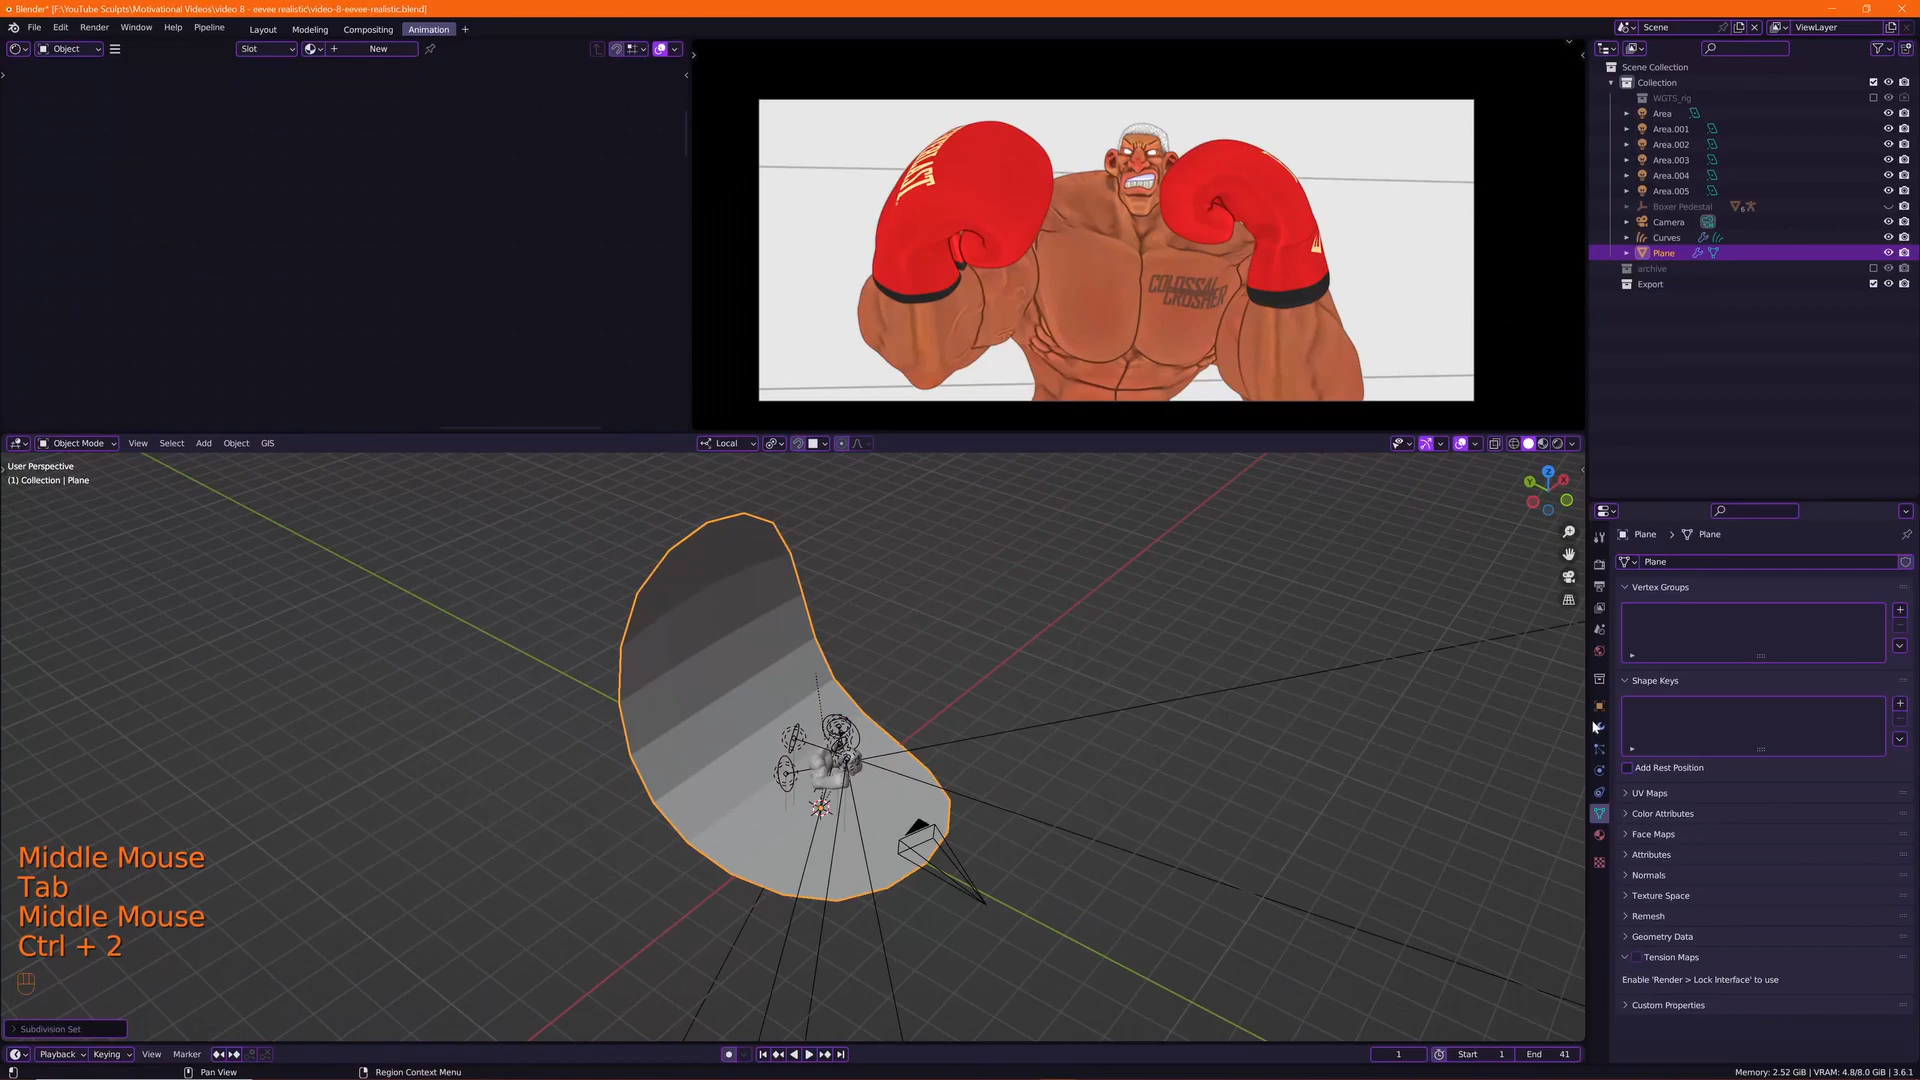 Blender* [F:\YouTube Sculpts\Motivational Videos\video 8 - eevee realistic\video-8-eevee-realistic.blend]
File Edit Render Window Help Pipeline Layout Modeling Compositing Animation +
Scene ViewLayer
Object Slot New
Scene Collection
Collection
WGTS_rig
Area
Area.001
Area.002
Area.003
Area.004
Area.005
Boxer Pedestal 6
Camera
Curves
Plane
archive
Export
COLOSSAL
CRUSHER
Object Mode View Select Add Object GIS Local
User Perspective
(1) Collection | Plane
Z
Y
X
Plane > Plane
Plane
Vertex Groups
Shape Keys
Add Rest Position
UV Maps
Color Attributes
Face Maps
Attributes
Normals
Texture Space
Remesh
Geometry Data
Tension Maps
Enable 'Render > Lock Interface' to use
Custom Properties
Middle Mouse
Tab
Middle Mouse
Ctrl + 2
Subdivision Set
Playback Keying View Marker 1 Start 1 End 41
Pan View Region Context Menu Memory: 2.52 GiB | VRAM: 4.8/8.0 GiB | 3.6.1